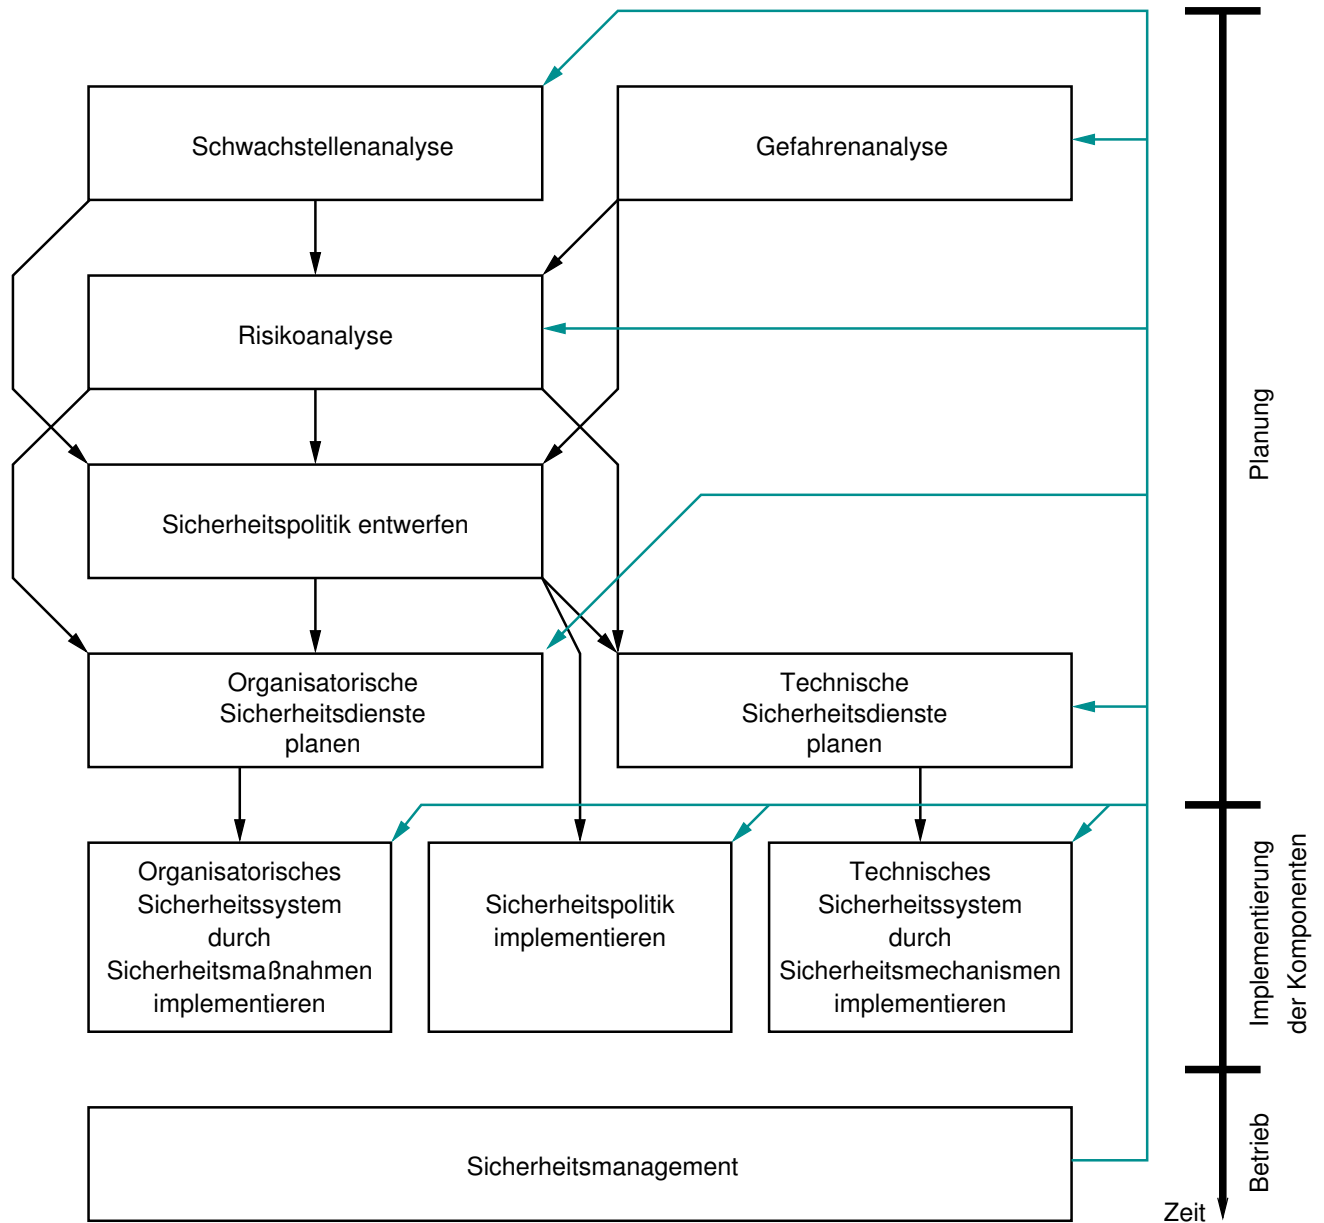 Schwachstellenanalyse
Gefahrenanalyse
Risikoanalyse
Sicherheitspolitik entwerfen
Organisatorische
Sicherheitsdienste
planen
Technische
Sicherheitsdienste
planen
Organisatorisches
Sicherheitssystem
durch
Sicherheitsmaßnahmen
implementieren
Sicherheitspolitik
implementieren
Technisches
Sicherheitssystem
durch
Sicherheitsmechanismen
implementieren
Sicherheitsmanagement
Planung
Implementierung
der Komponenten
Betrieb
Zeit